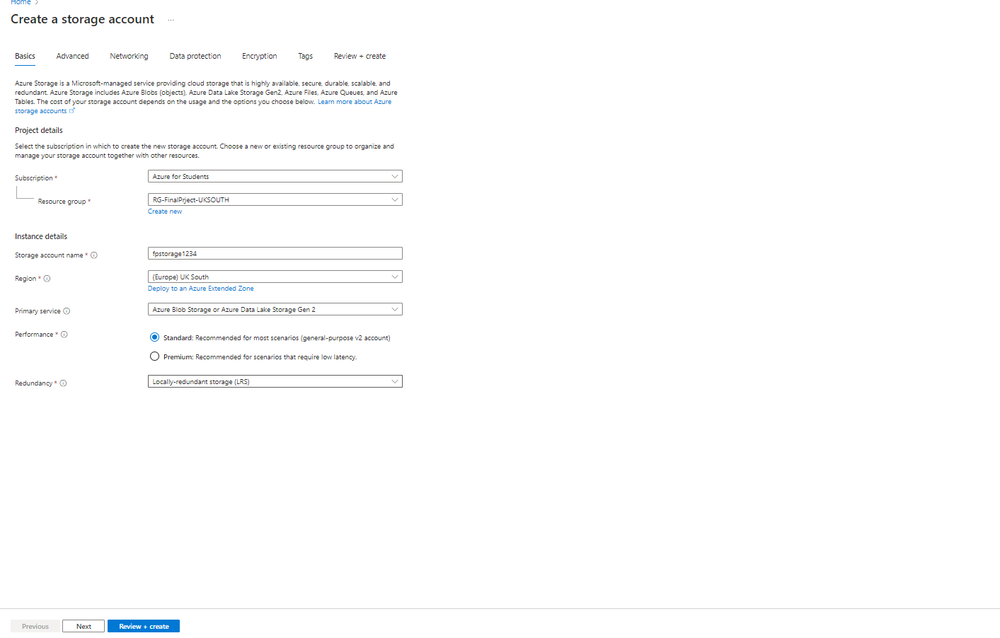 Home >
Create a storage account ...
Basics Advanced Networking Data protection Encryption Tags Review + create
Azure Storage is a Microsoft-managed service providing cloud storage that is highly available, secure, durable, scalable, and
redundant. Azure Storage includes Azure Blobs (objects), Azure Data Lake Storage Gen2, Azure Files, Azure Queues, and Azure
Tables. The cost of your storage account depends on the usage and the options you choose below. Learn more about Azure
storage accounts
Project details
Select the subscription in which to create the new storage account. Choose a new or existing resource group to organize and
manage your storage account together with other resources.
Subscription * Azure for Students
Resource group * RG-FinalPrject-UKSOUTH
Create new
Instance details
Storage account name * fpstorage1234
Region * (Europe) UK South
Deploy to an Azure Extended Zone
Primary service Azure Blob Storage or Azure Data Lake Storage Gen 2
Performance * Standard: Recommended for most scenarios (general-purpose v2 account)
Premium: Recommended for scenarios that require low latency.
Redundancy * Locally-redundant storage (LRS)
Previous Next Review + create